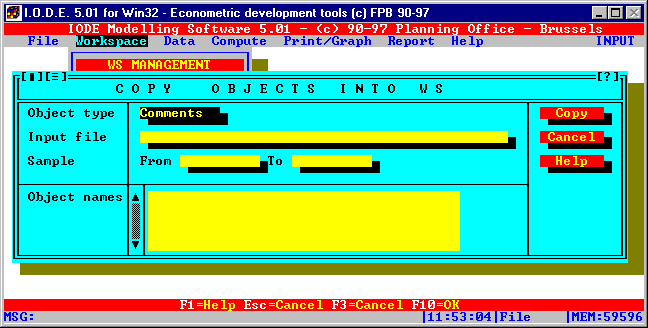 I.O.D.E. 5.01 for Win32 - Econometric development tools (c) FPB 90-97
IODE Modelling Software 5.01 - (c) 90-97 Planning Office - Brussels
File Workspace Data Compute Print/Graph Report Help INPUT
WS MANAGEMENT
[?]
COPY OBJECTS INTO WS
Object type Comments Copy
Input file Cancel
Sample From To Help
Object names
F1=Help Esc=Cancel F3=Cancel F10=OK
MSG: |11:53:04|File |MEM:59596